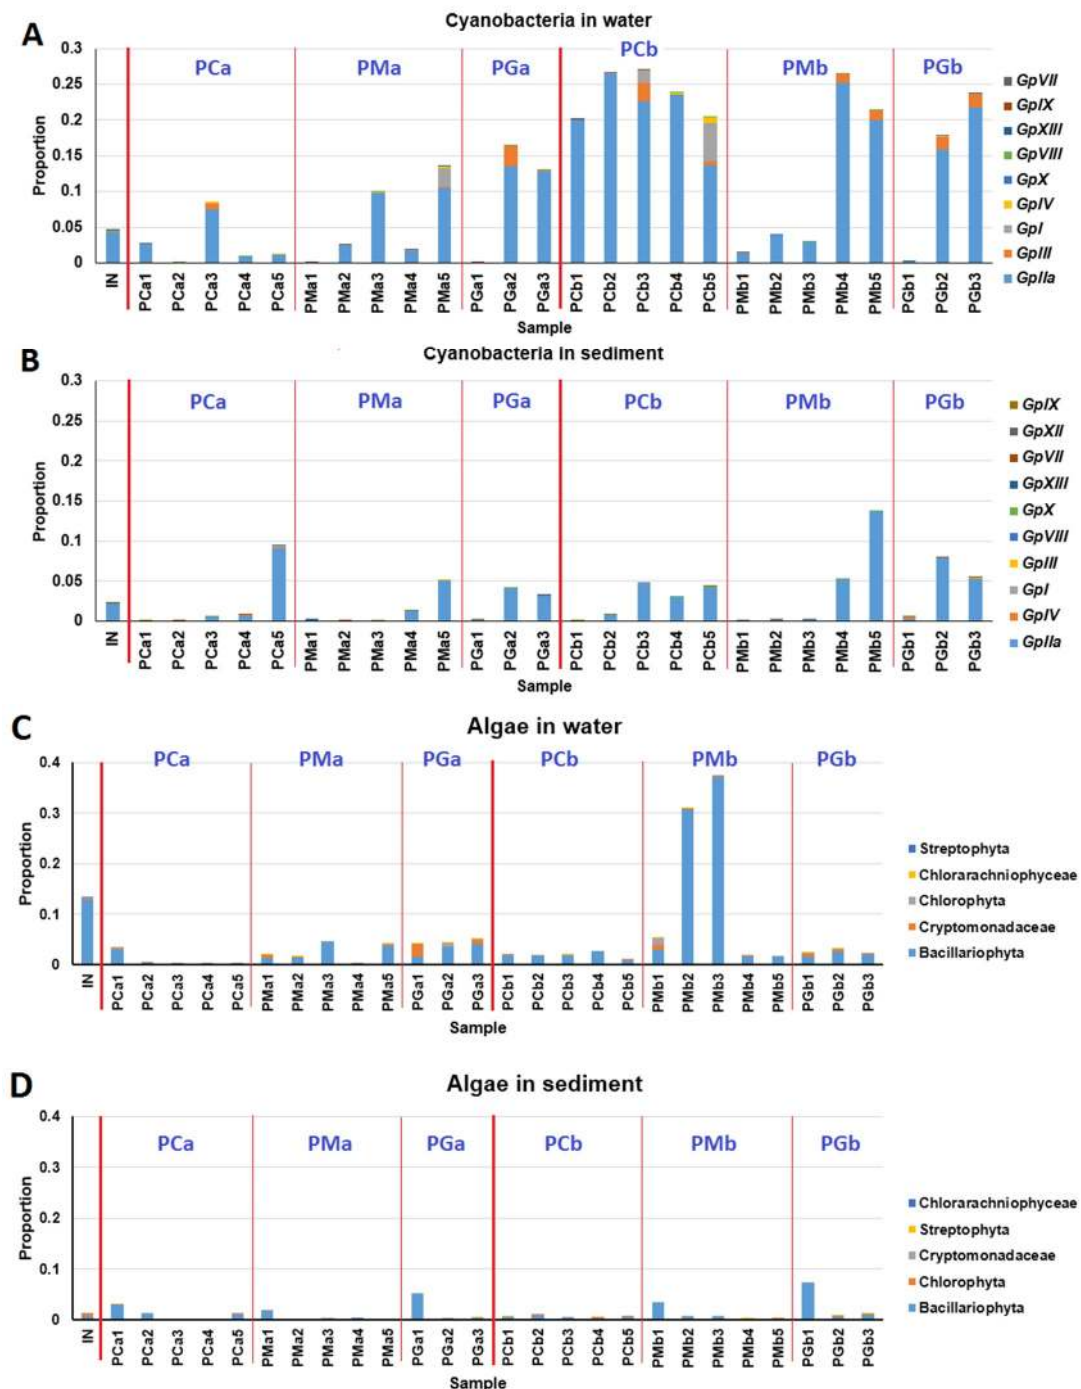 A
Cyanobacteria in water
PCa PMa PGa PCb PMb PGb
Proportion
0.3
0.25
0.2
0.15
0.1
0.05
0
IN PCa1 PCa2 PCa3 PCa4 PCa5 PMa1 PMa2 PMa3 PMa4 PMa5 PGa1 PGa2 PGa3 PCb1 PCb2 PCb3 PCb4 PCb5 PMb1 PMb2 PMb3 PMb4 PMb5 PGb1 PGb2 PGb3
Sample
GpVII
GpIX
GpXIII
GpVIII
GpX
GpIV
GpI
GpIII
GpIIa
B
Cyanobacteria in sediment
PCa PMa PGa PCb PMb PGb
Proportion
0.3
0.25
0.2
0.15
0.1
0.05
0
IN PCa1 PCa2 PCa3 PCa4 PCa5 PMa1 PMa2 PMa3 PMa4 PMa5 PGa1 PGa2 PGa3 PCb1 PCb2 PCb3 PCb4 PCb5 PMb1 PMb2 PMb3 PMb4 PMb5 PGb1 PGb2 PGb3
Sample
GpIX
GpXII
GpVII
GpXIII
GpX
GpVIII
GpIII
GpI
GpIV
GpIIa
C
Algae in water
PCa PMa PGa PCb PMb PGb
Proportion
0.4
0.3
0.2
0.1
0
IN PCa1 PCa2 PCa3 PCa4 PCa5 PMa1 PMa2 PMa3 PMa4 PMa5 PGa1 PGa2 PGa3 PCb1 PCb2 PCb3 PCb4 PCb5 PMb1 PMb2 PMb3 PMb4 PMb5 PGb1 PGb2 PGb3
Sample
Streptophyta
Chlorarachniophyceae
Chlorophyta
Cryptomonadaceae
Bacillariophyta
D
Algae in sediment
PCa PMa PGa PCb PMb PGb
Proportion
0.4
0.3
0.2
0.1
0
IN PCa1 PCa2 PCa3 PCa4 PCa5 PMa1 PMa2 PMa3 PMa4 PMa5 PGa1 PGa2 PGa3 PCb1 PCb2 PCb3 PCb4 PCb5 PMb1 PMb2 PMb3 PMb4 PMb5 PGb1 PGb2 PGb3
Sample
Chlorarachniophyceae
Streptophyta
Cryptomonadaceae
Chlorophyta
Bacillariophyta